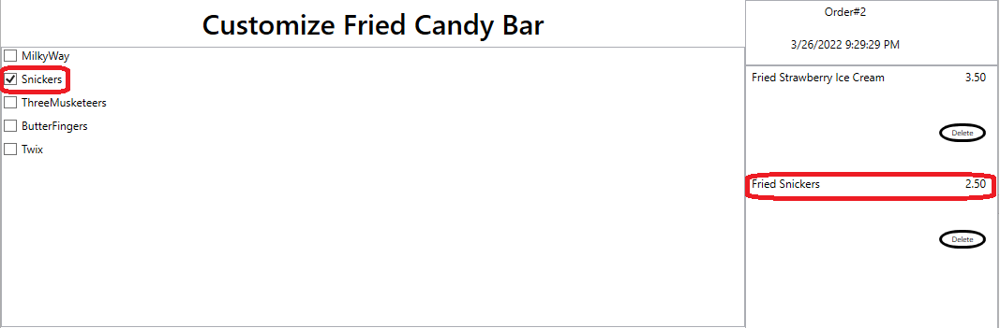 Customize Fried Candy Bar
MilkyWay
Snickers
ThreeMusketeers
ButterFingers
Twix
Order#2
3/26/2022 9:29:29 PM
Fried Strawberry Ice Cream 3.50
Delete
Fried Snickers 2.50
Delete